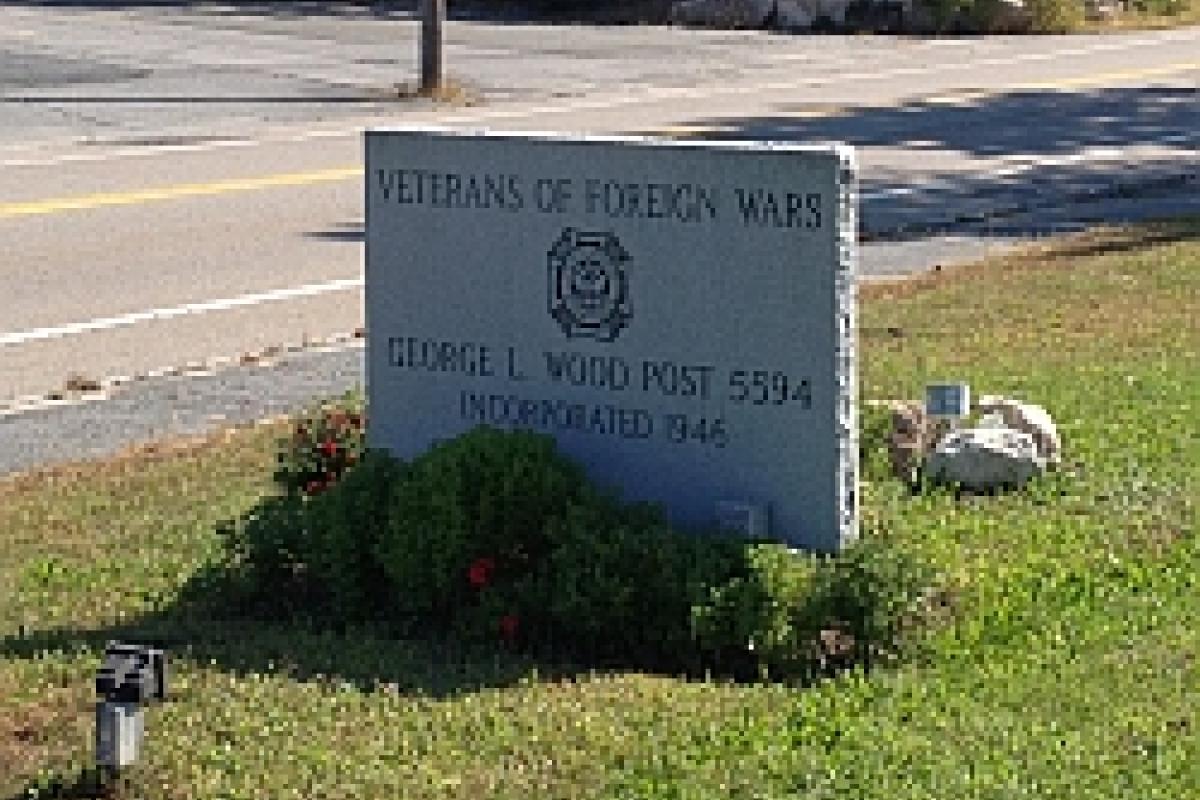 VETERANS OF FOREIGN WARS
GEORGE L. WOOD POST 5594
INCORPORATED 1946